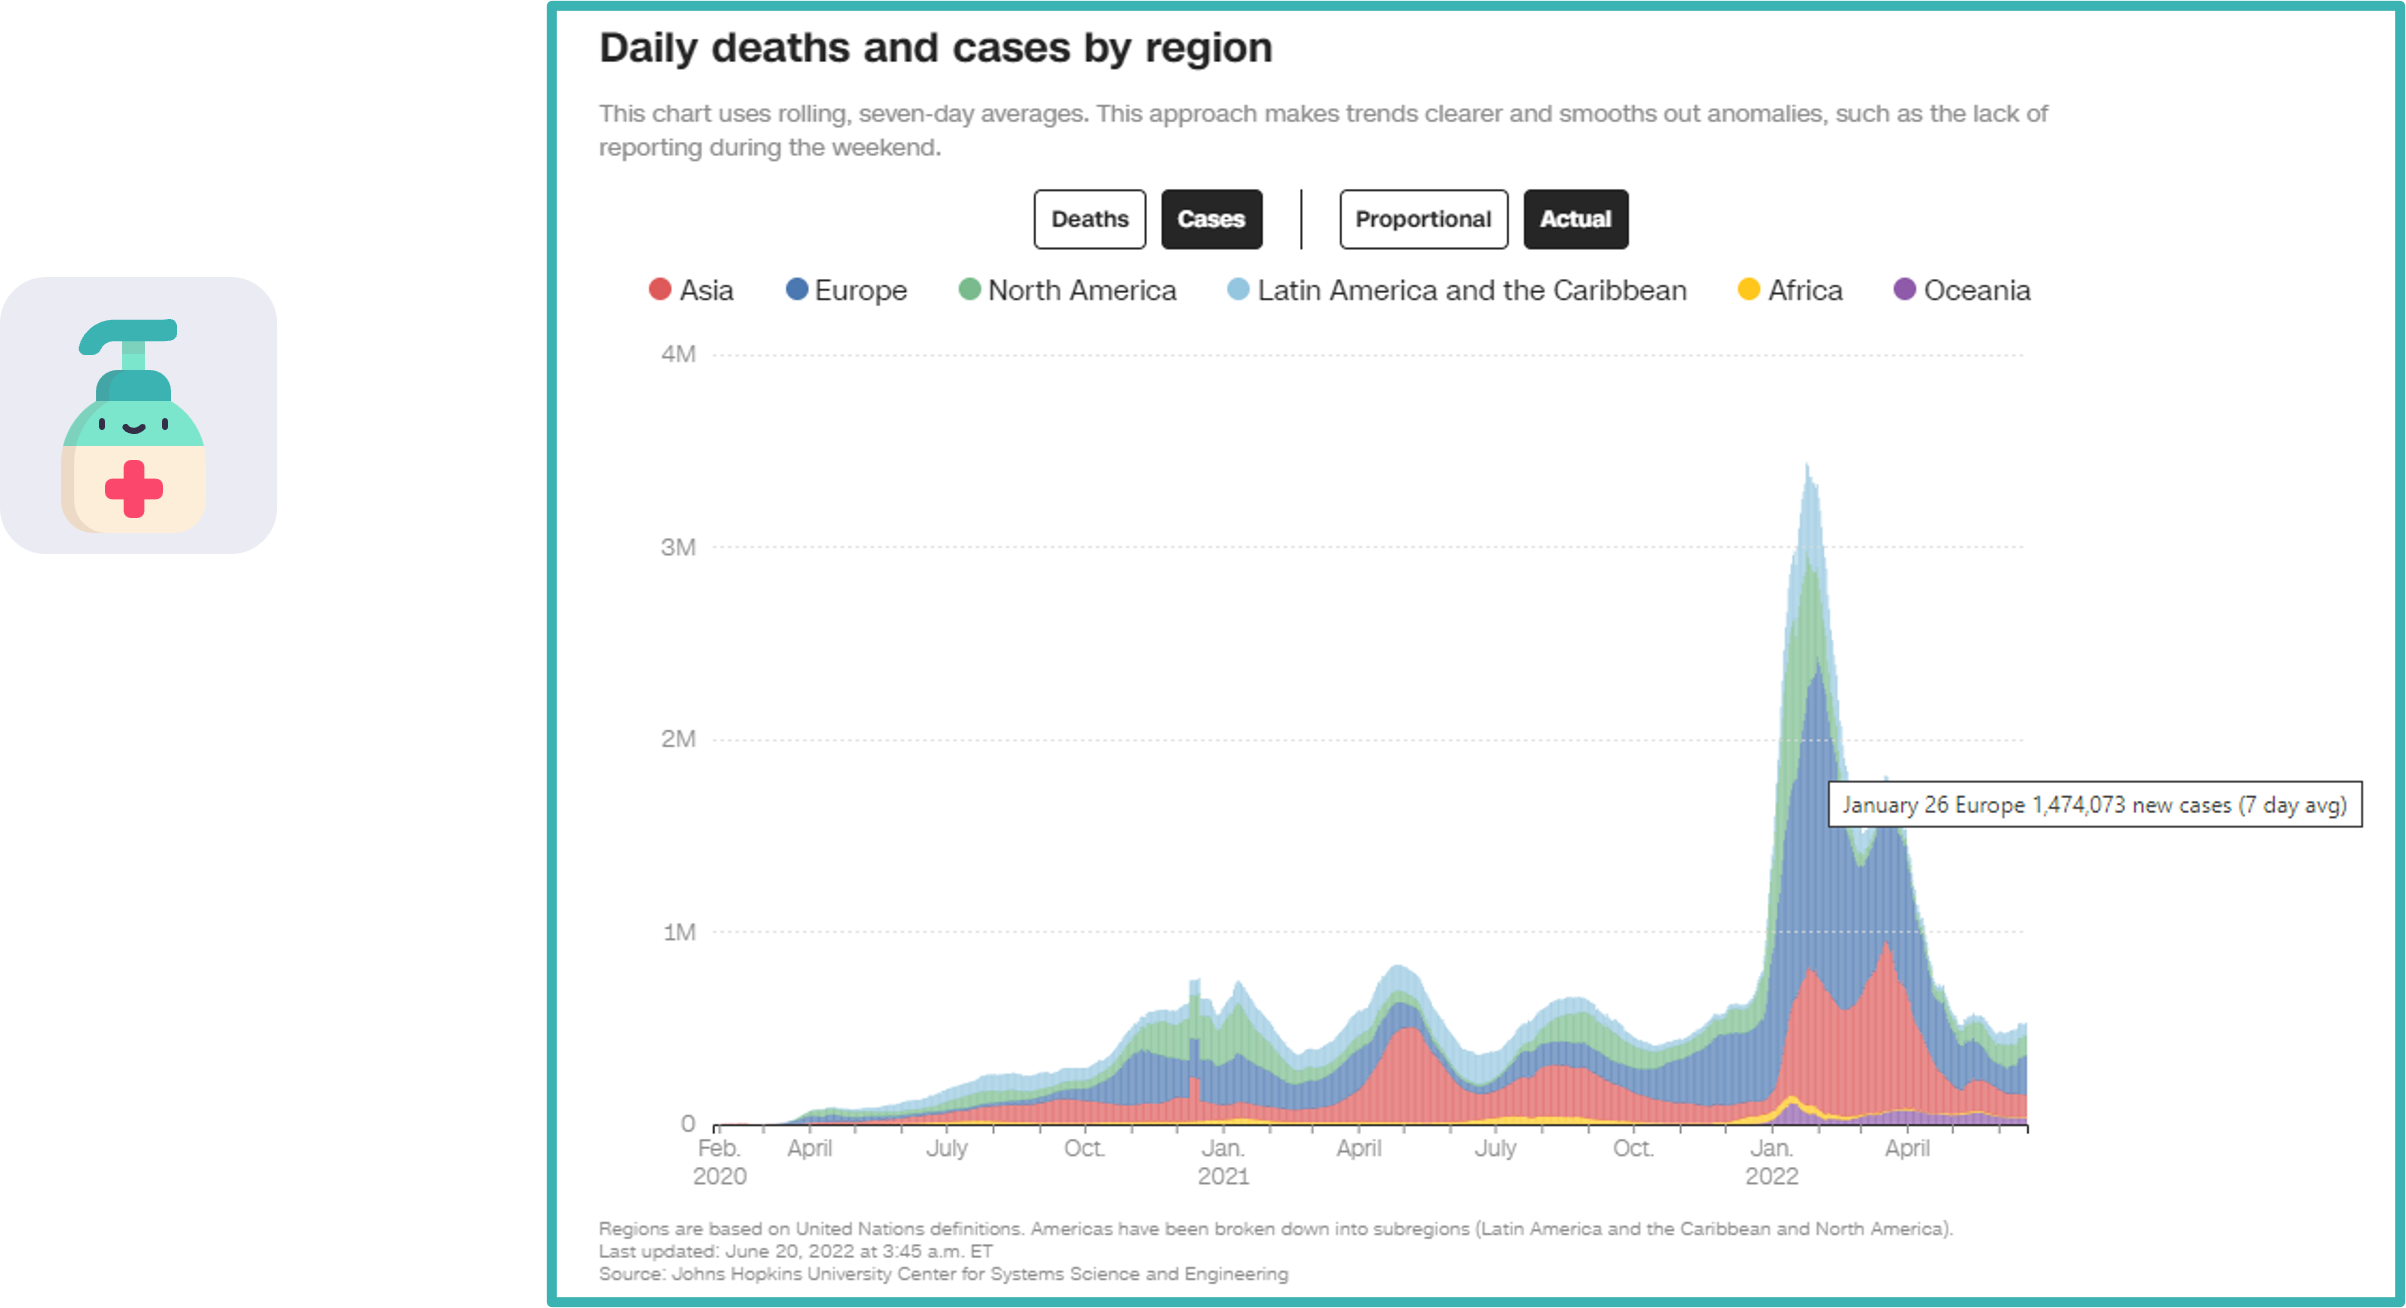 Daily deaths and cases by region
This chart uses rolling, seven-day averages. This approach makes trends clearer and smooths out anomalies, such as the lack of
reporting during the weekend.
Deaths Cases Proportional Actual
Asia Europe North America Latin America and the Caribbean Africa Oceania
4M
3M
2M
January 26 Europe 1,474,073 new cases (7 day avg)
1M
0
Feb. April July Oct. Jan. April July Oct. Jan. April
2020 2021 2022
Regions are based on United Nations definitions. Americas have been broken down into subregions (Latin America and the Caribbean and North America).
Last updated: June 20, 2022 at 3:45 a.m. ET
Source: Johns Hopkins University Center for Systems Science and Engineering